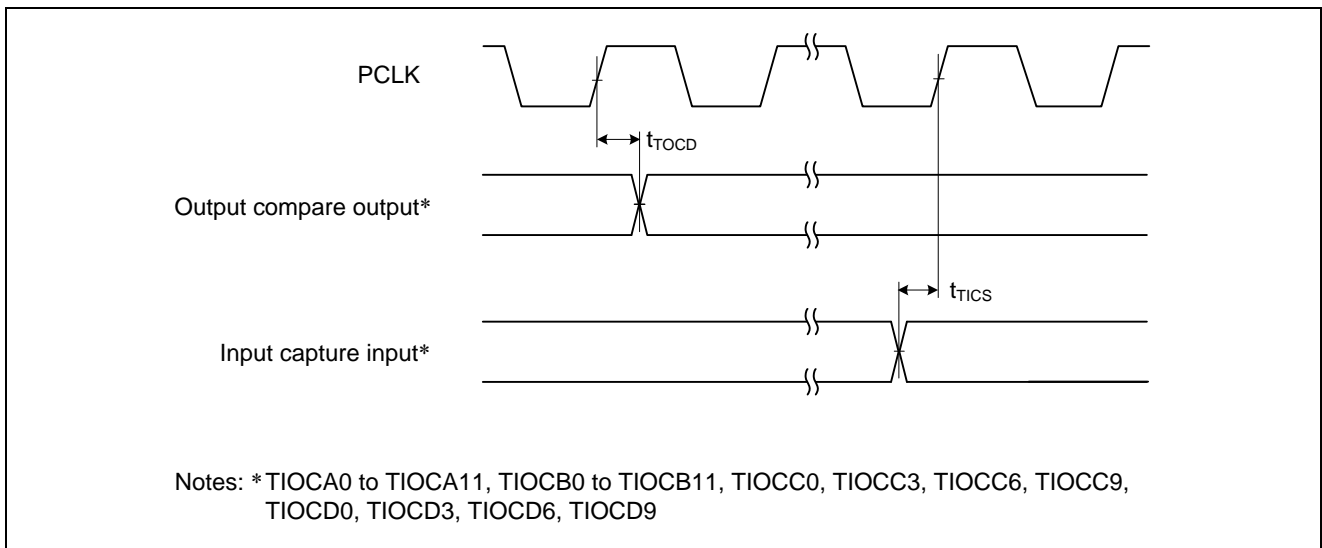 PCLK
tTOCD
Output compare output*
tTICS
Input capture input*
Notes: * TIOCA0 to TIOCA11, TIOCB0 to TIOCB11, TIOCC0, TIOCC3, TIOCC6, TIOCC9,
TIOCD0, TIOCD3, TIOCD6, TIOCD9